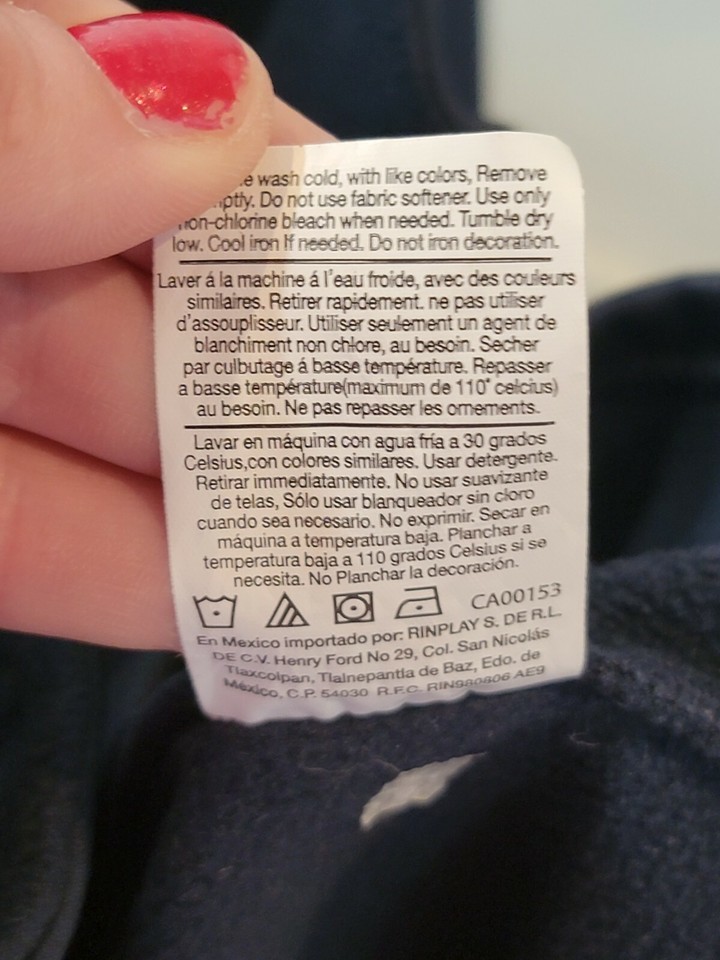 wash cold, with like colors, Remove
Do not use fabric softener. Use only
non-chlorine bleach when needed. Tumble dry
low. Cool iron If needed. Do not iron decoration.
Laver á la machine á l'eau froide, avec des couleurs
similaires. Retirer rapidement. ne pas utiliser
d'assouplisseur. Utiliser seulement un agent de
blanchiment non chlore, au besoin. Secher
par culbutage á basse température. Repasser
a basse température(maximum de 110° celcius)
au besoin. Ne pas repasser les ornements.
Lavar en máquina con agua fría a 30 grados
Celsius,con colores similares. Usar detergente.
Retirar immediatamente. No usar suavizante
de telas, Sólo usar blanqueador sin cloro
cuando sea necesario. No exprimir. Secar en
máquina a temperatura baja. Planchar a
temperatura baja a 110 grados Celsius si se
necesita. No Planchar la decoración.
CA00153
En Mexico importado por: RINPLAY S. DE R.L.
DE C.V. Henry Ford No 29, Col. San Nicolás
Tlaxcolpan, Tlalnepantla de Baz, Edo. de
México, C.P. 54030 R.F.C. RIN980806 AE9